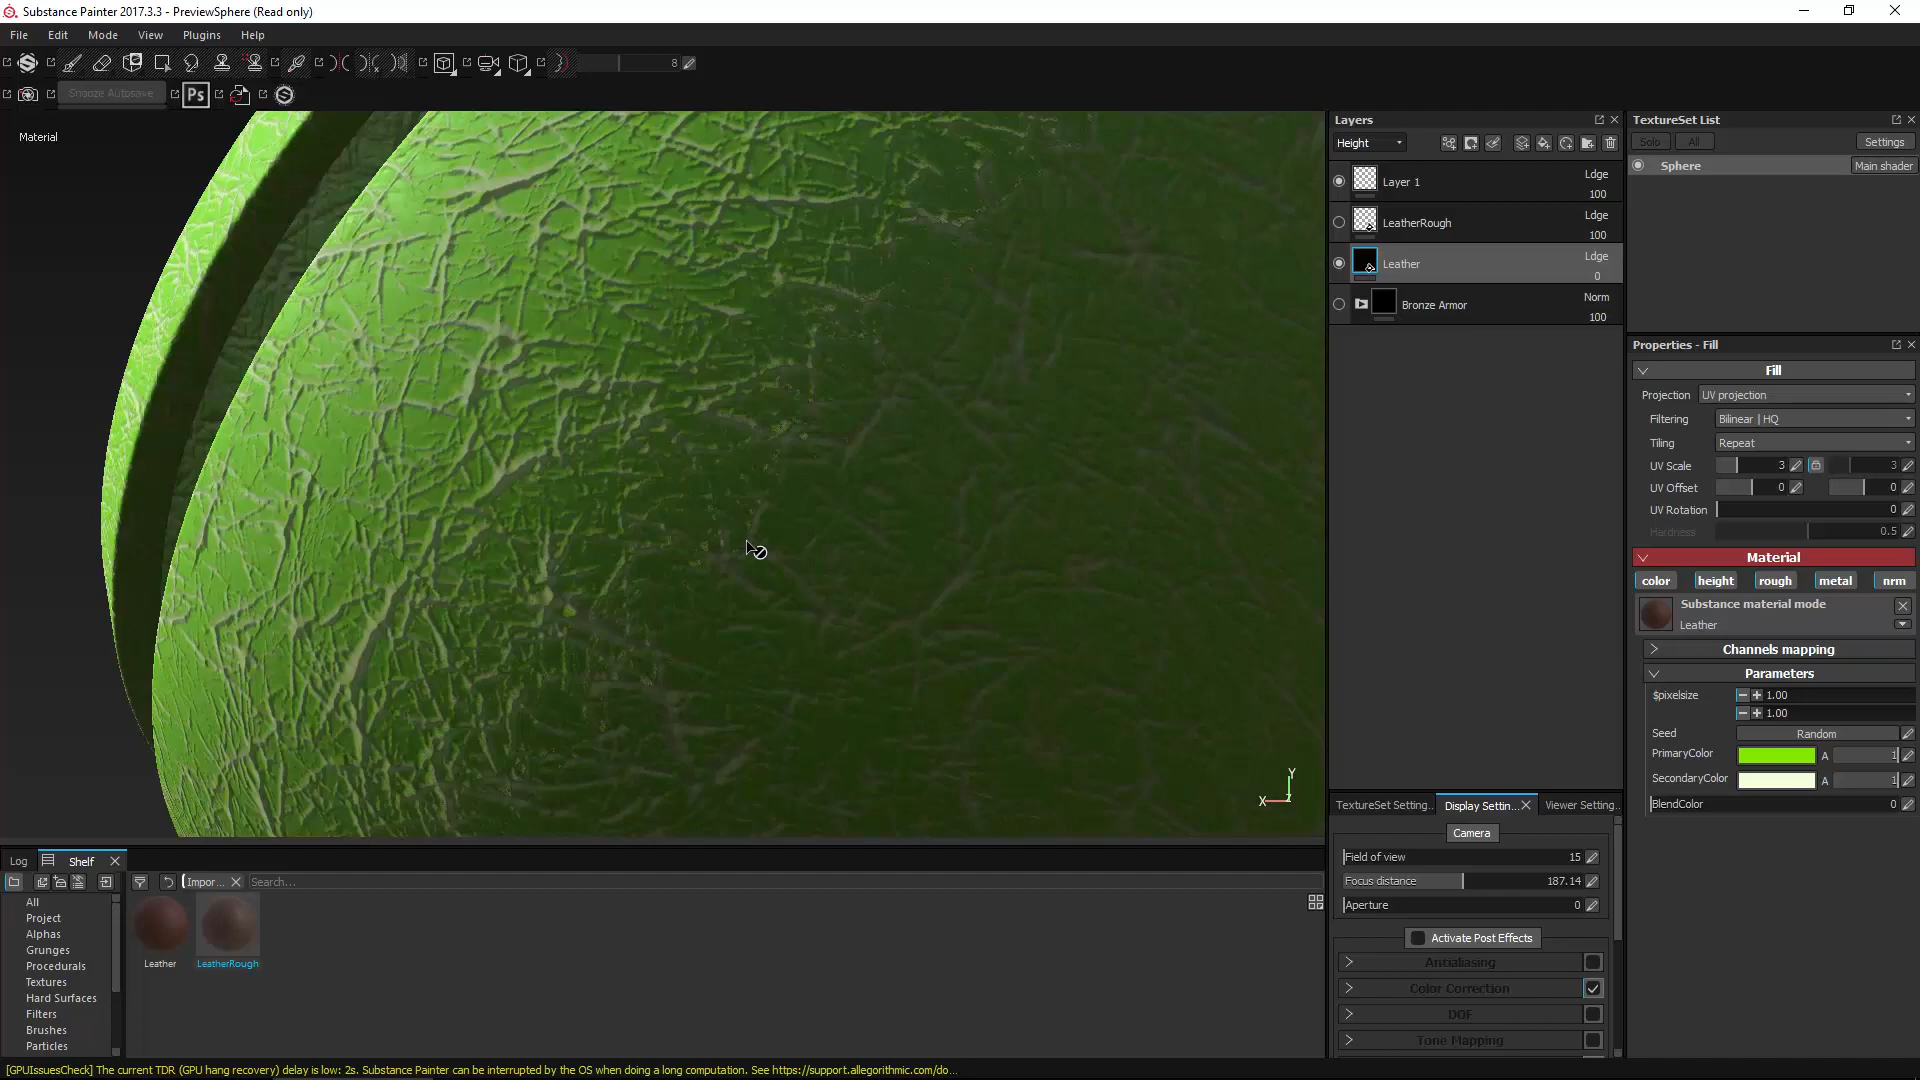 Substance Painter 2017.3.3 - PreviewSphere (Read only)
File Edit Mode View Plugins Help
8
Snooze Autosave Ps
Material
Layers
Height
Layer 1 Ldge 100
LeatherRough Ldge 100
Leather Ldge 0
Bronze Armor Norm 100
TextureSet List
Solo All Settings
Sphere Main shader
Properties - Fill
Fill
Projection UV projection
Filtering Bilinear | HQ
Tiling Repeat
UV Scale 3 3
UV Offset 0 0
UV Rotation 0
Hardness 0.5
Material
color height rough metal nrm
Substance material mode
Leather
Channels mapping
Parameters
$pixelsize 1.00
1.00
Seed Random
PrimaryColor A 1
SecondaryColor A 1
BlendColor 0
Y
X Z
TextureSet Setting... Display Settin... Viewer Setting...
Camera
Field of view 15
Focus distance 187.14
Aperture 0
Activate Post Effects
Antialiasing
Color Correction
DOF
Tone Mapping
Log Shelf
Impor... Search...
All
Project
Alphas
Grunges
Procedurals
Textures
Hard Surfaces
Filters
Brushes
Particles
Leather LeatherRough
[GPUIssuesCheck] The current TDR (GPU hang recovery) delay is low: 2s. Substance Painter can be interrupted by the OS when doing a long computation. See https://support.allegorithmic.com/do...